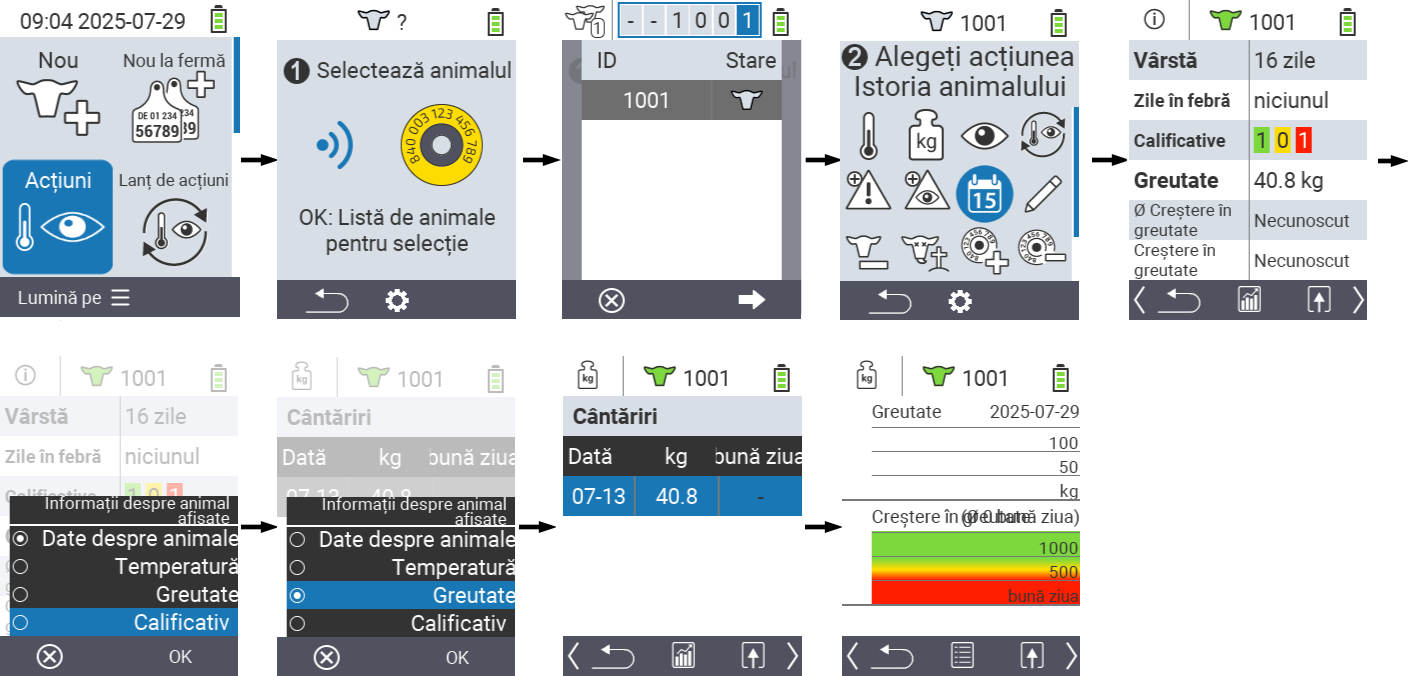 09:04 2025-07-29
Nou
Nou la fermă
DE 01 234
56789
234
89
Acțiuni
Lanț de acțiuni
Lumină pe
?
1 Selectează animalul
840 003 123 456 789
OK: Listă de animale
pentru selecție
1
- - 1 0 0 1
ID Stare
1001
1001
2 Alegeți acțiunea
Istoria animalului
kg
15
123 456 789
123 456 789
1001
Vârstă 16 zile
Zile în febră niciunul
Calificative 1 0 1
Greutate 40.8 kg
Ø Creștere în
greutate
Necunoscut
Creștere în
greutate
Necunoscut
1001
Vârstă 16 zile
Zile în febră niciunul
Calificative 1 0 1
Informații despre animal
afișate
Date despre animale
Temperatură
Greutate
Calificativ
OK
kg
1001
Cântăriri
Dată kg bună ziua
07-13 40.8
Informații despre animal
afișate
Date despre animale
Temperatură
Greutate
Calificativ
OK
kg
1001
Cântăriri
Dată kg bună ziua
07-13 40.8 -
kg
1001
Greutate 2025-07-29
100
50
kg
Creștere în greutate
(Ø 0 bună ziua)
1000
500
bună ziua